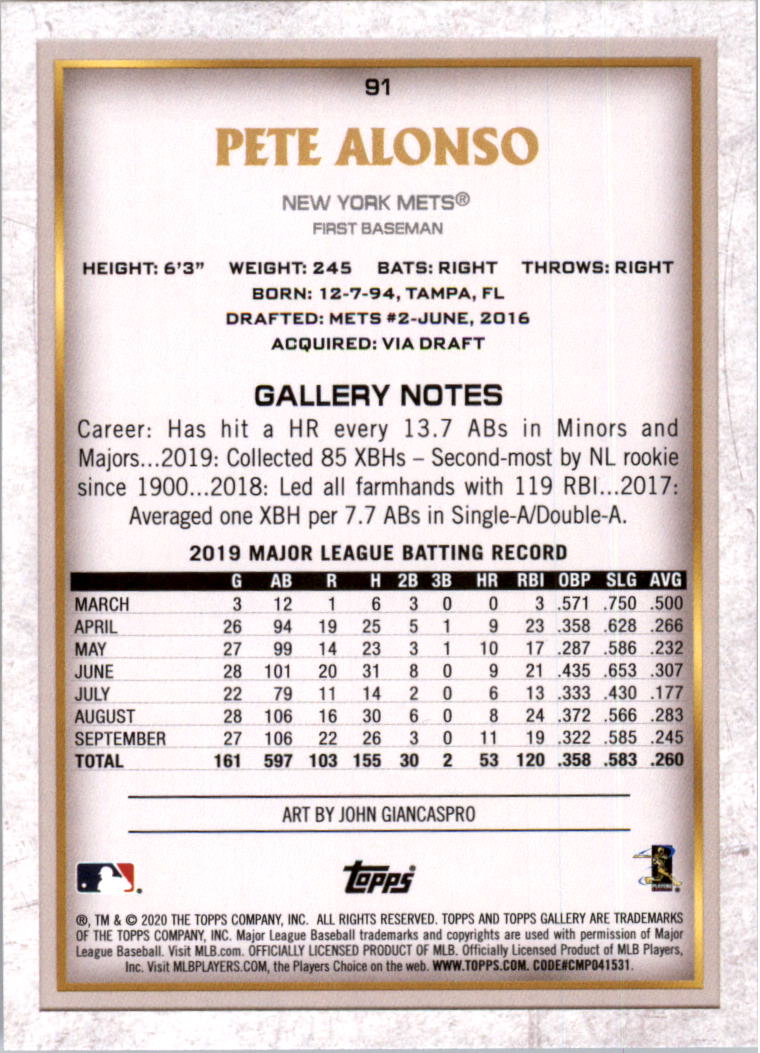 91
PETE ALONSO
NEW YORK METS®
FIRST BASEMAN
HEIGHT: 6'3" WEIGHT: 245 BATS: RIGHT THROWS: RIGHT
BORN: 12-7-94, TAMPA, FL
DRAFTED: METS #2-JUNE, 2016
ACQUIRED: VIA DRAFT
GALLERY NOTES
Career: Has hit a HR every 13.7 ABs in Minors and
Majors...2019: Collected 85 XBHs – Second-most by NL rookie
since 1900...2018: Led all farmhands with 119 RBI...2017:
Averaged one XBH per 7.7 ABs in Single-A/Double-A.
2019 MAJOR LEAGUE BATTING RECORD
G AB R H 2B 3B HR RBI OBP SLG AVG
MARCH 3 12 1 6 3 0 0 3 .571 .750 .500
APRIL 26 94 19 25 5 1 9 23 .358 .628 .266
MAY 27 99 14 23 3 1 10 17 .287 .586 .232
JUNE 28 101 20 31 8 0 9 21 .435 .653 .307
JULY 22 79 11 14 2 0 6 13 .333 .430 .177
AUGUST 28 106 16 30 6 0 8 24 .372 .566 .283
SEPTEMBER 27 106 22 26 3 0 11 19 .322 .585 .245
TOTAL 161 597 103 155 30 2 53 120 .358 .583 .260
ART BY JOHN GIANCASPRO
topps
PLAYERS
®, TM & © 2020 THE TOPPS COMPANY, INC. ALL RIGHTS RESERVED. TOPPS AND TOPPS GALLERY ARE TRADEMARKS
OF THE TOPPS COMPANY, INC. Major League Baseball trademarks and copyrights are used with permission of Major
League Baseball. Visit MLB.com. OFFICIALLY LICENSED PRODUCT OF MLB. Officially Licensed Product of MLB Players,
Inc. Visit MLBPLAYERS.COM, the Players Choice on the web. WWW.TOPPS.COM. CODE#CMP041531.